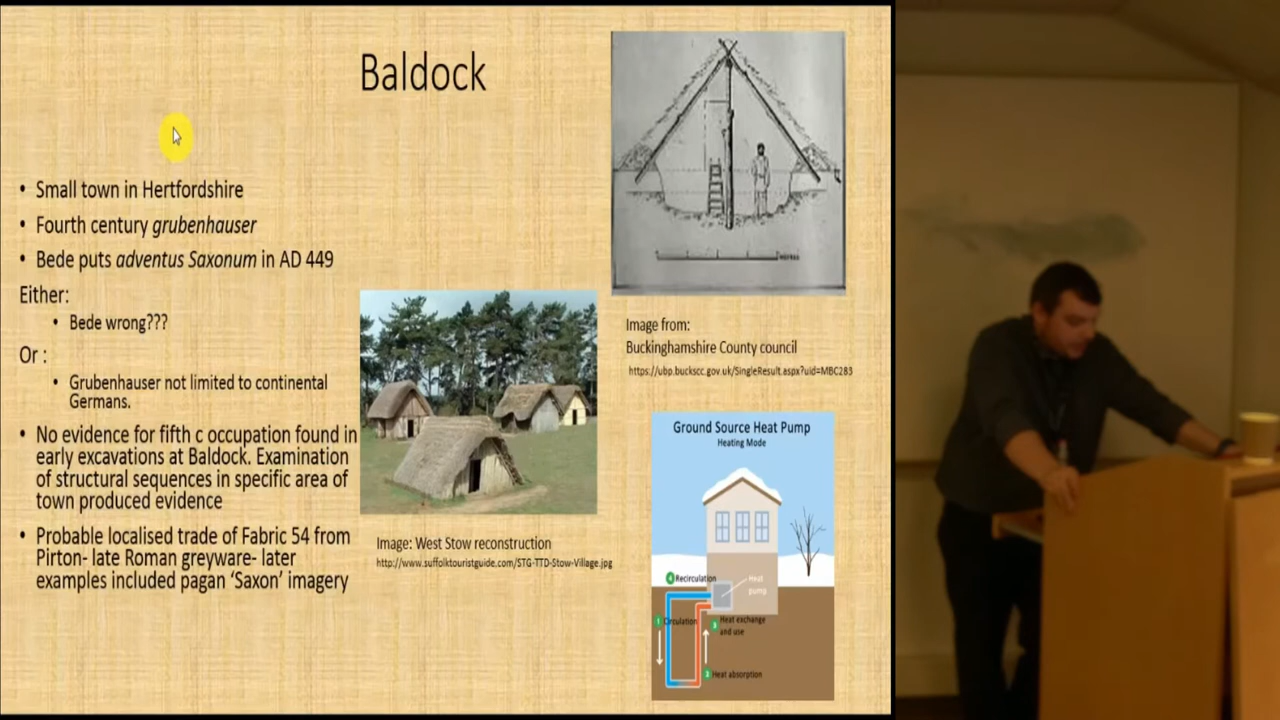 Baldock
• Small town in Hertfordshire
• Fourth century grubenhauser
• Bede puts adventus Saxonum in AD 449
Either:
• Bede wrong???
Or :
• Grubenhauser not limited to continental
Germans.
• No evidence for fifth c occupation found in
early excavations at Baldock. Examination
of structural sequences in specific area of
town produced evidence
• Probable localised trade of Fabric 54 from
Pirton- late Roman greyware- later
examples included pagan ‘Saxon’ imagery
Image: West Stow reconstruction
http://www.suffolktouristguide.com/STG-TTD-Stow-Village.jpg
Image from:
Buckinghamshire County council
https://ubp.buckscc.gov.uk/SingleResult.aspx?uid=MBC283
Ground Source Heat Pump
Heating Mode
4 Recirculation
Heat
pump
1 Circulation
3 Heat exchange
and use
2 Heat absorption